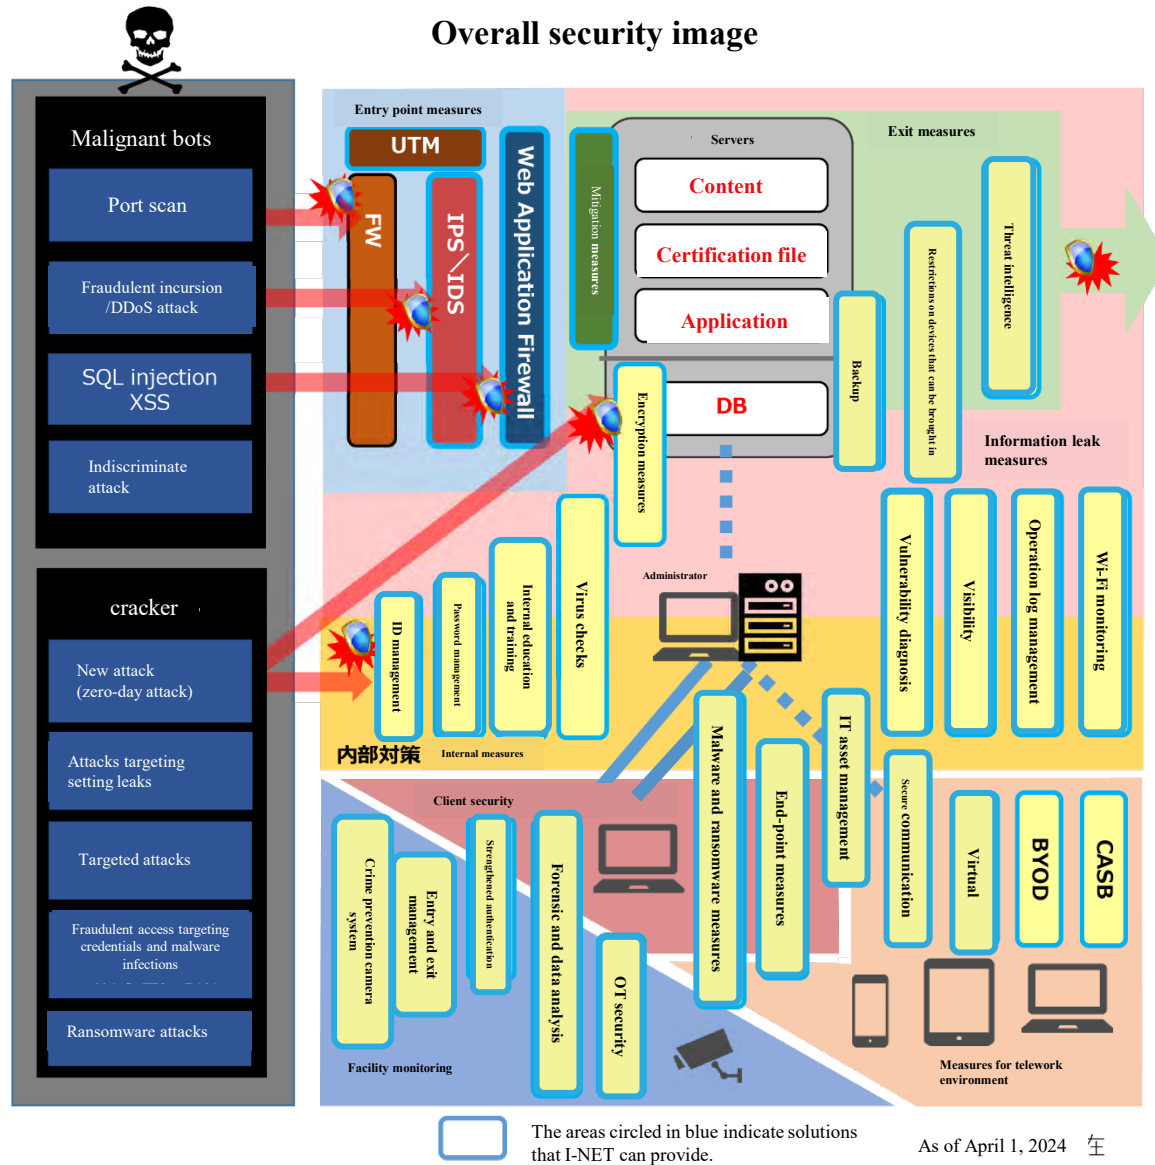 Overall security image
Malignant bots
Port scan
Fraudulent incursion
/DDoS attack
SQL injection
XSS
Indiscriminate
attack
cracker
New attack
(zero-day attack)
Attacks targeting
setting leaks
Targeted attacks
Fraudulent access targeting
credentials and malware
infections
Ransomware attacks
Entry point measures
UTM
FW
IPS＼IDS
Web Application Firewall
Mitigation measures
Servers
Content
Certification file
Application
DB
Encryption measures
Backup
Exit measures
Restrictions on devices that can be brought in
Threat intelligence
Information leak
measures
Vulnerability diagnosis
Visibility
Operation log management
Wi-Fi monitoring
Administrator
ID management
Password management
Internal education
and training
Virus checks
内部対策
Internal measures
Client security
Malware and ransomware measures
End-point measures
IT asset management
Secure communication
Virtual
BYOD
CASB
Crime prevention camera
system
Entry and exit
management
Strengthened authentication
Forensic and data analysis
OT security
Facility monitoring
Measures for telework
environment
The areas circled in blue indicate solutions
that I-NET can provide.
As of April 1, 2024